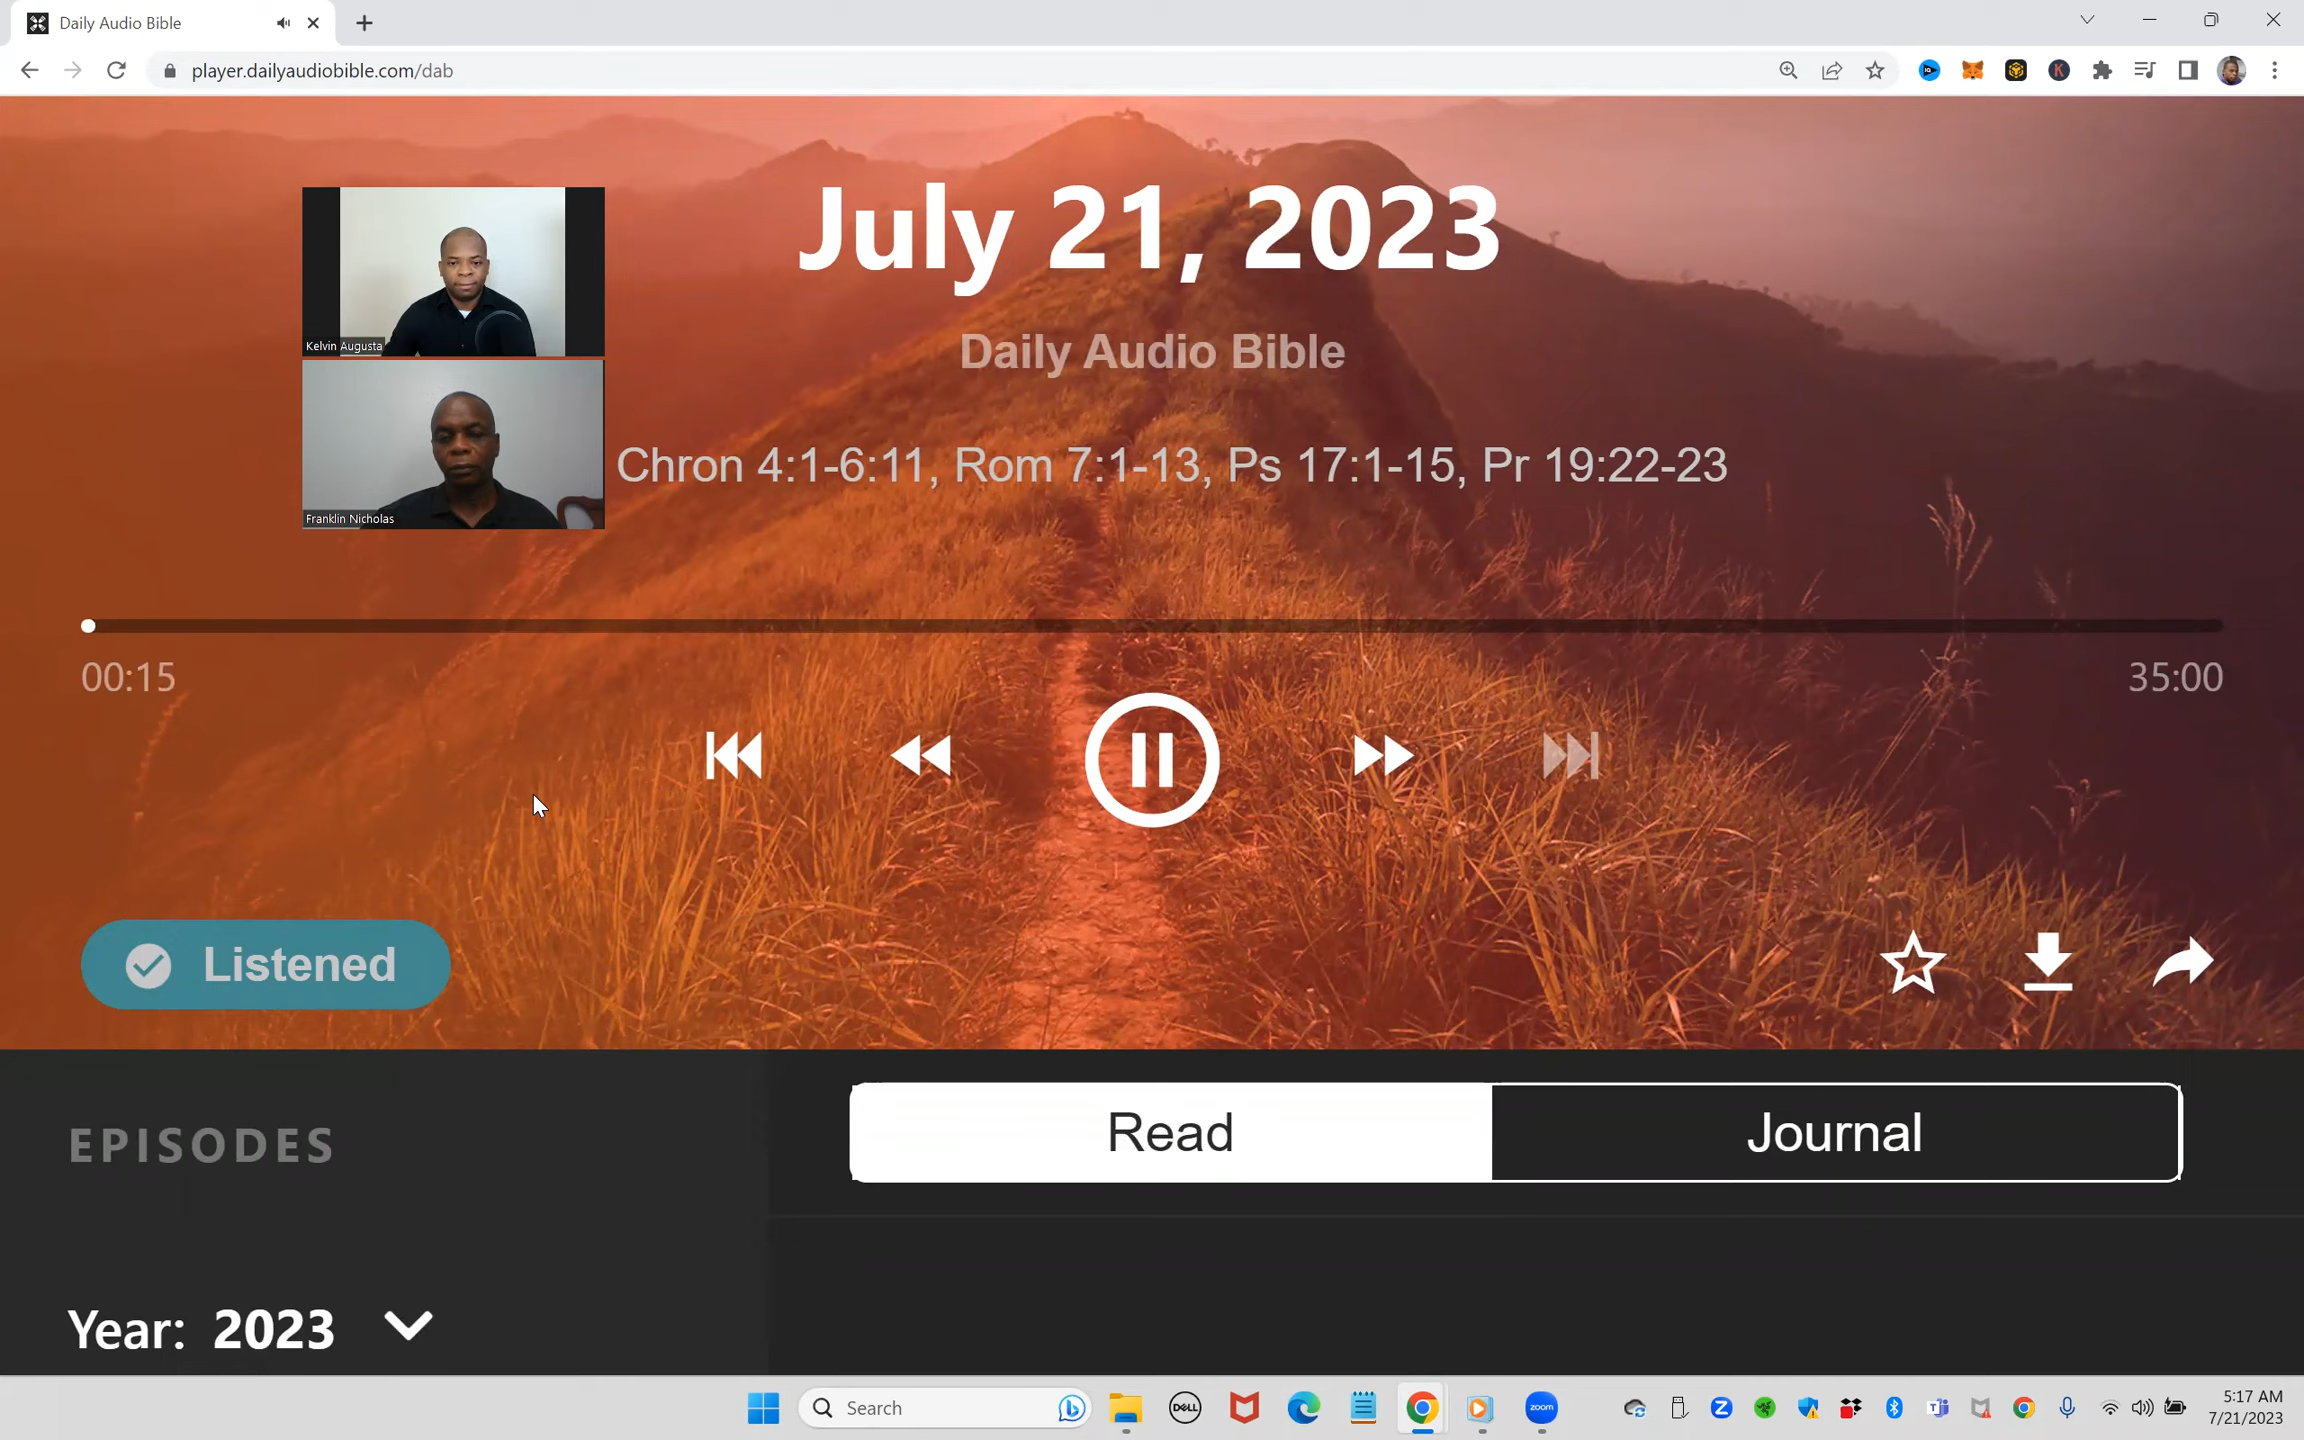 Daily Audio Bible
player.dailyaudiobible.com/dab
July 21, 2023
Daily Audio Bible
Chron 4:1-6:11, Rom 7:1-13, Ps 17:1-15, Pr 19:22-23
Kelvin Augusta
Franklin Nicholas
00:15
35:00
Listened
EPISODES
Read
Journal
Year: 2023
Search
DELL
zoom
5:17 AM
7/21/2023